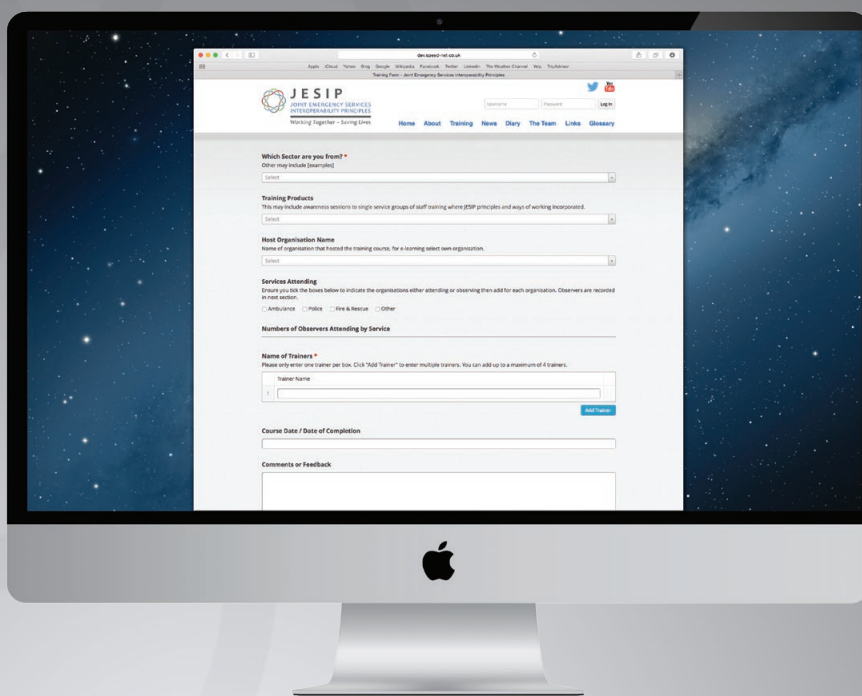 dev.speed-net.co.uk
Apple iCloud Yahoo Bing Google Wikipedia Facebook Twitter LinkedIn The Weather Channel Yelp TripAdvisor
Training Form - Joint Emergency Services Interoperability Principles
You Tube
JESIP
JOINT EMERGENCY SERVICES
INTEROPERABILITY PRINCIPLES
Working Together - Saving Lives
Username Password Log In
Home About Training News Diary The Team Links Glossary
Which Sector are you from? *
Other may include [examples]
Select
Training Products
This may include awareness sessions to single service groups of staff training where JESIP principles and ways of working incorporated.
Select
Host Organisation Name
Name of organisation that hosted the training course, for e-learning select own organisation.
Select
Services Attending
Ensure you tick the boxes below to indicate the organisations either attending or observing then add for each organisation. Observers are recorded
in next section.
Ambulance Police Fire & Rescue Other
Numbers of Observers Attending by Service
Name of Trainers *
Please only enter one trainer per box. Click "Add Trainer" to enter multiple trainers. You can add up to a maximum of 4 trainers.
Trainer Name
1
Add Trainer
Course Date / Date of Completion
Comments or Feedback